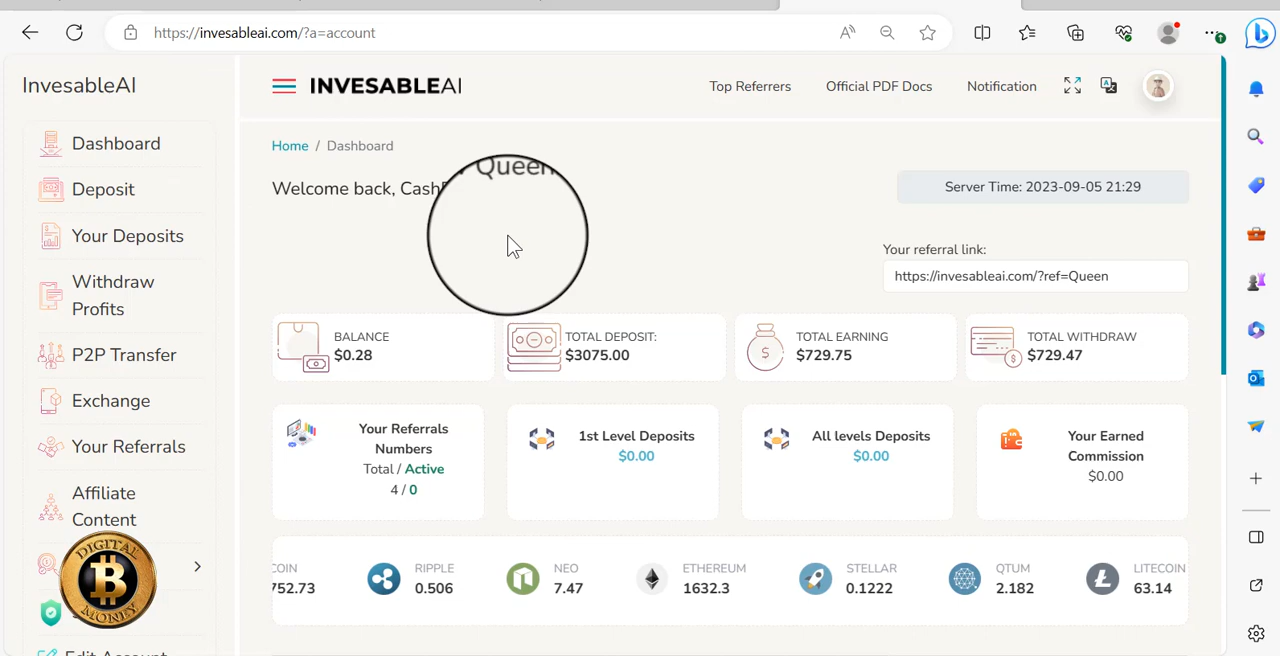 https://invesableai.com/?a=account
InvesableAI
INVESABLEAI
Top Referrers
Official PDF Docs
Notification
Dashboard
Deposit
Your Deposits
Withdraw
Profits
P2P Transfer
Exchange
Your Referrals
Affiliate
Content
Edit Account
DIGITAL
MONEY
Home / Dashboard
Queen
Welcome back, Cash
Server Time: 2023-09-05 21:29
Your referral link:
https://invesableai.com/?ref=Queen
BALANCE
$0.28
TOTAL DEPOSIT:
$3075.00
TOTAL EARNING
$729.75
TOTAL WITHDRAW
$729.47
Your Referrals
Numbers
Total / Active
4 / 0
1st Level Deposits
$0.00
All levels Deposits
$0.00
Your Earned
Commission
$0.00
COIN
752.73
RIPPLE
0.506
NEO
7.47
ETHEREUM
1632.3
STELLAR
0.1222
QTUM
2.182
LITECOIN
63.14